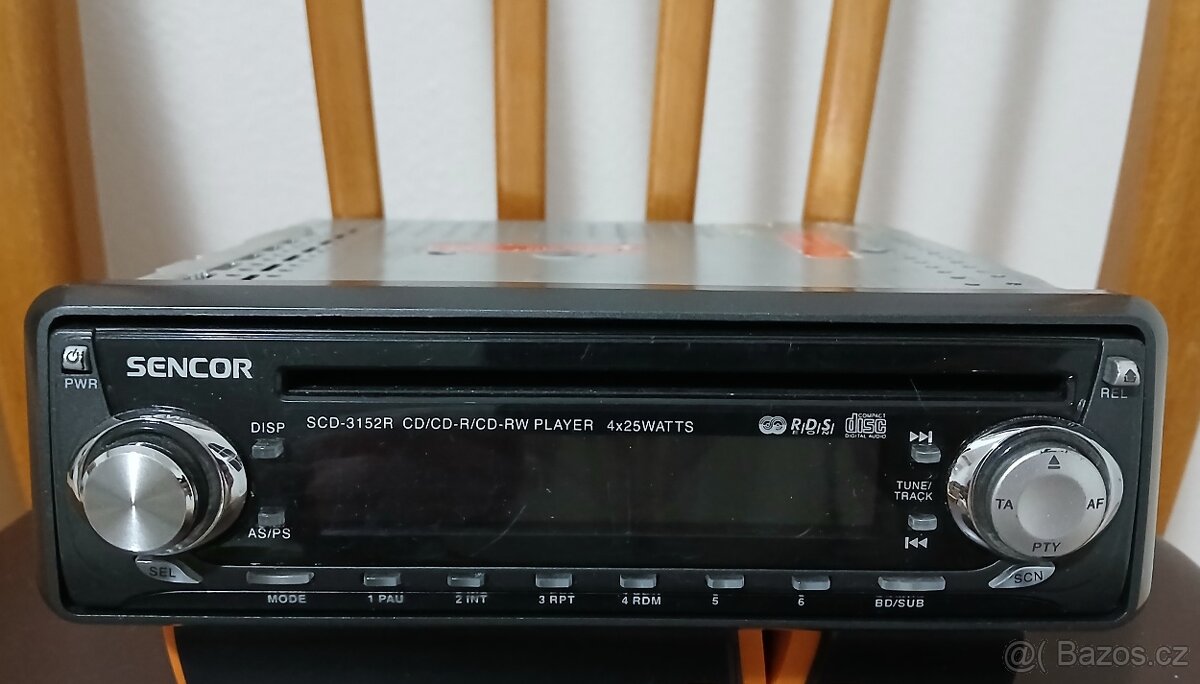 PWR
SENCOR
REL
DISP
SCD-3152R CD/CD-R/CD-RW PLAYER 4x25WATTS
R.D.S
EON
COMPACT
disc
DIGITAL AUDIO
TUNE/
TRACK
TA
AF
PTY
AS/PS
SEL
SCN
MODE
1 PAU
2 INT
3 RPT
4 RDM
5
6
BD/SUB
@( Bazos.cz